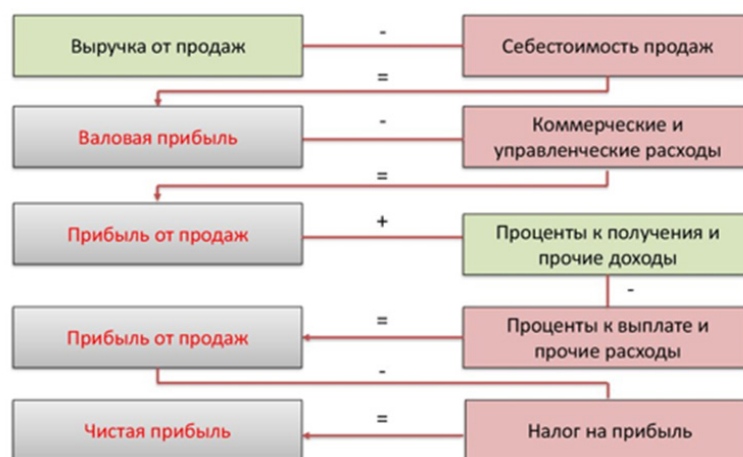 Выручка от продаж
-
Себестоимость продаж
=
Валовая прибыль
-
Коммерческие и
управленческие расходы
=
Прибыль от продаж
+
Проценты к получения и
прочие доходы
-
Прибыль от продаж
=
Проценты к выплате и
прочие расходы
-
Чистая прибыль
=
Налог на прибыль